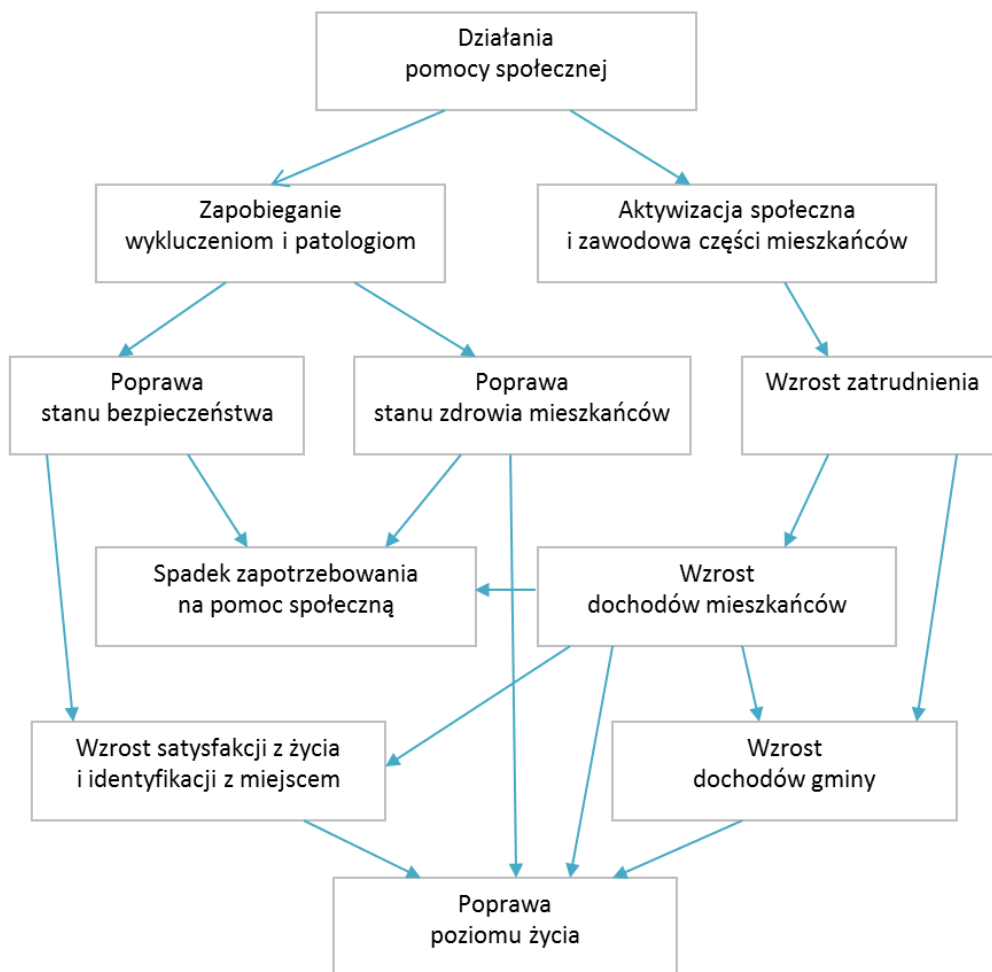 Działania
pomocy społecznej
Zapobieganie
wykluczeniom i patologiom
Aktywizacja społeczna
i zawodowa części mieszkańców
Poprawa
stanu bezpieczeństwa
Poprawa
stanu zdrowia mieszkańców
Wzrost zatrudnienia
Spadek zapotrzebowania
na pomoc społeczną
Wzrost
dochodów mieszkańców
Wzrost satysfakcji z życia
i identyfikacji z miejscem
Wzrost
dochodów gminy
Poprawa
poziomu życia